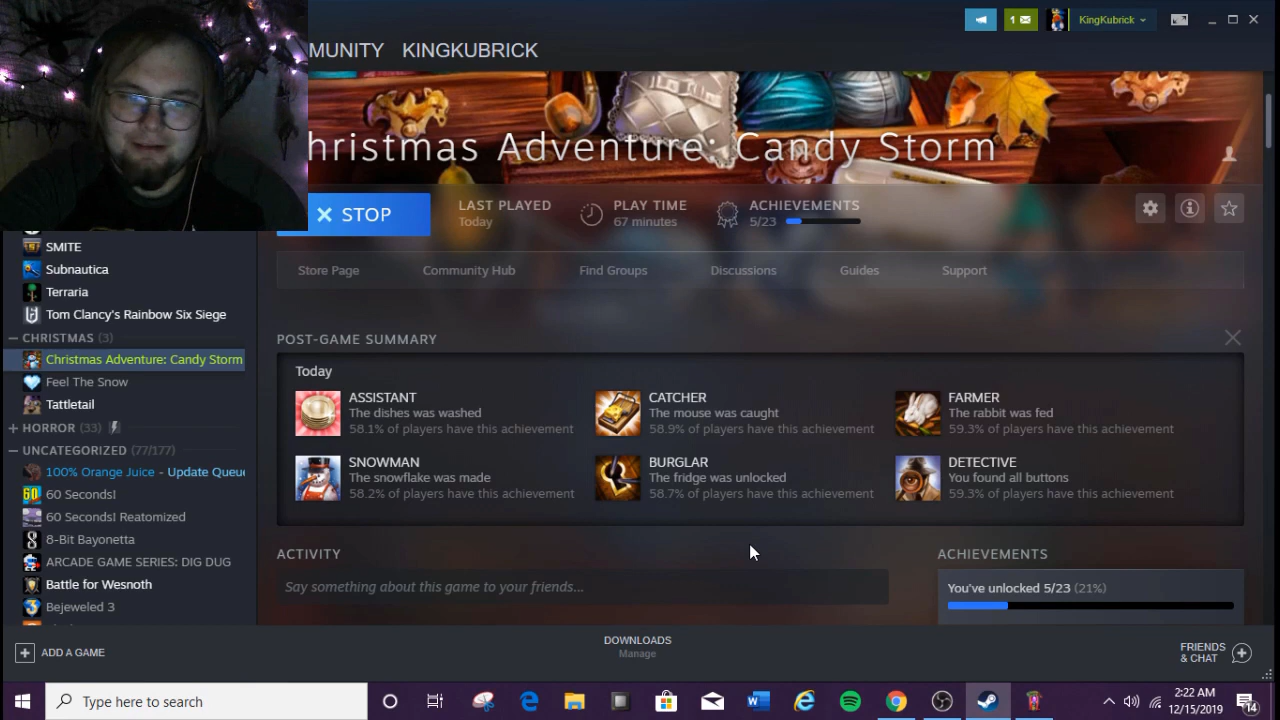 KingKubrick
1
MUNITY KINGKUBRICK
hristmas Adventure: Candy Storm
STOP
LAST PLAYED
Today
PLAY TIME
67 minutes
ACHIEVEMENTS
5/23
Store Page Community Hub Find Groups Discussions Guides Support
SMITE
Subnautica
Terraria
Tom Clancy's Rainbow Six Siege
CHRISTMAS (3)
Christmas Adventure: Candy Storm
Feel The Snow
Tattletail
HORROR (33)
UNCATEGORIZED (77/177)
100% Orange Juice - Update Queue
60 Seconds!
60 Seconds! Reatomized
8-Bit Bayonetta
ARCADE GAME SERIES: DIG DUG
Battle for Wesnoth
Bejeweled 3
POST-GAME SUMMARY
Today
ASSISTANT
The dishes was washed
58.1% of players have this achievement
CATCHER
The mouse was caught
58.9% of players have this achievement
FARMER
The rabbit was fed
59.3% of players have this achievement
SNOWMAN
The snowflake was made
58.2% of players have this achievement
BURGLAR
The fridge was unlocked
58.7% of players have this achievement
DETECTIVE
You found all buttons
59.3% of players have this achievement
ACTIVITY
Say something about this game to your friends...
ACHIEVEMENTS
You've unlocked 5/23 (21%)
ADD A GAME
DOWNLOADS
Manage
FRIENDS
& CHAT
Type here to search
2:22 AM
12/15/2019
14